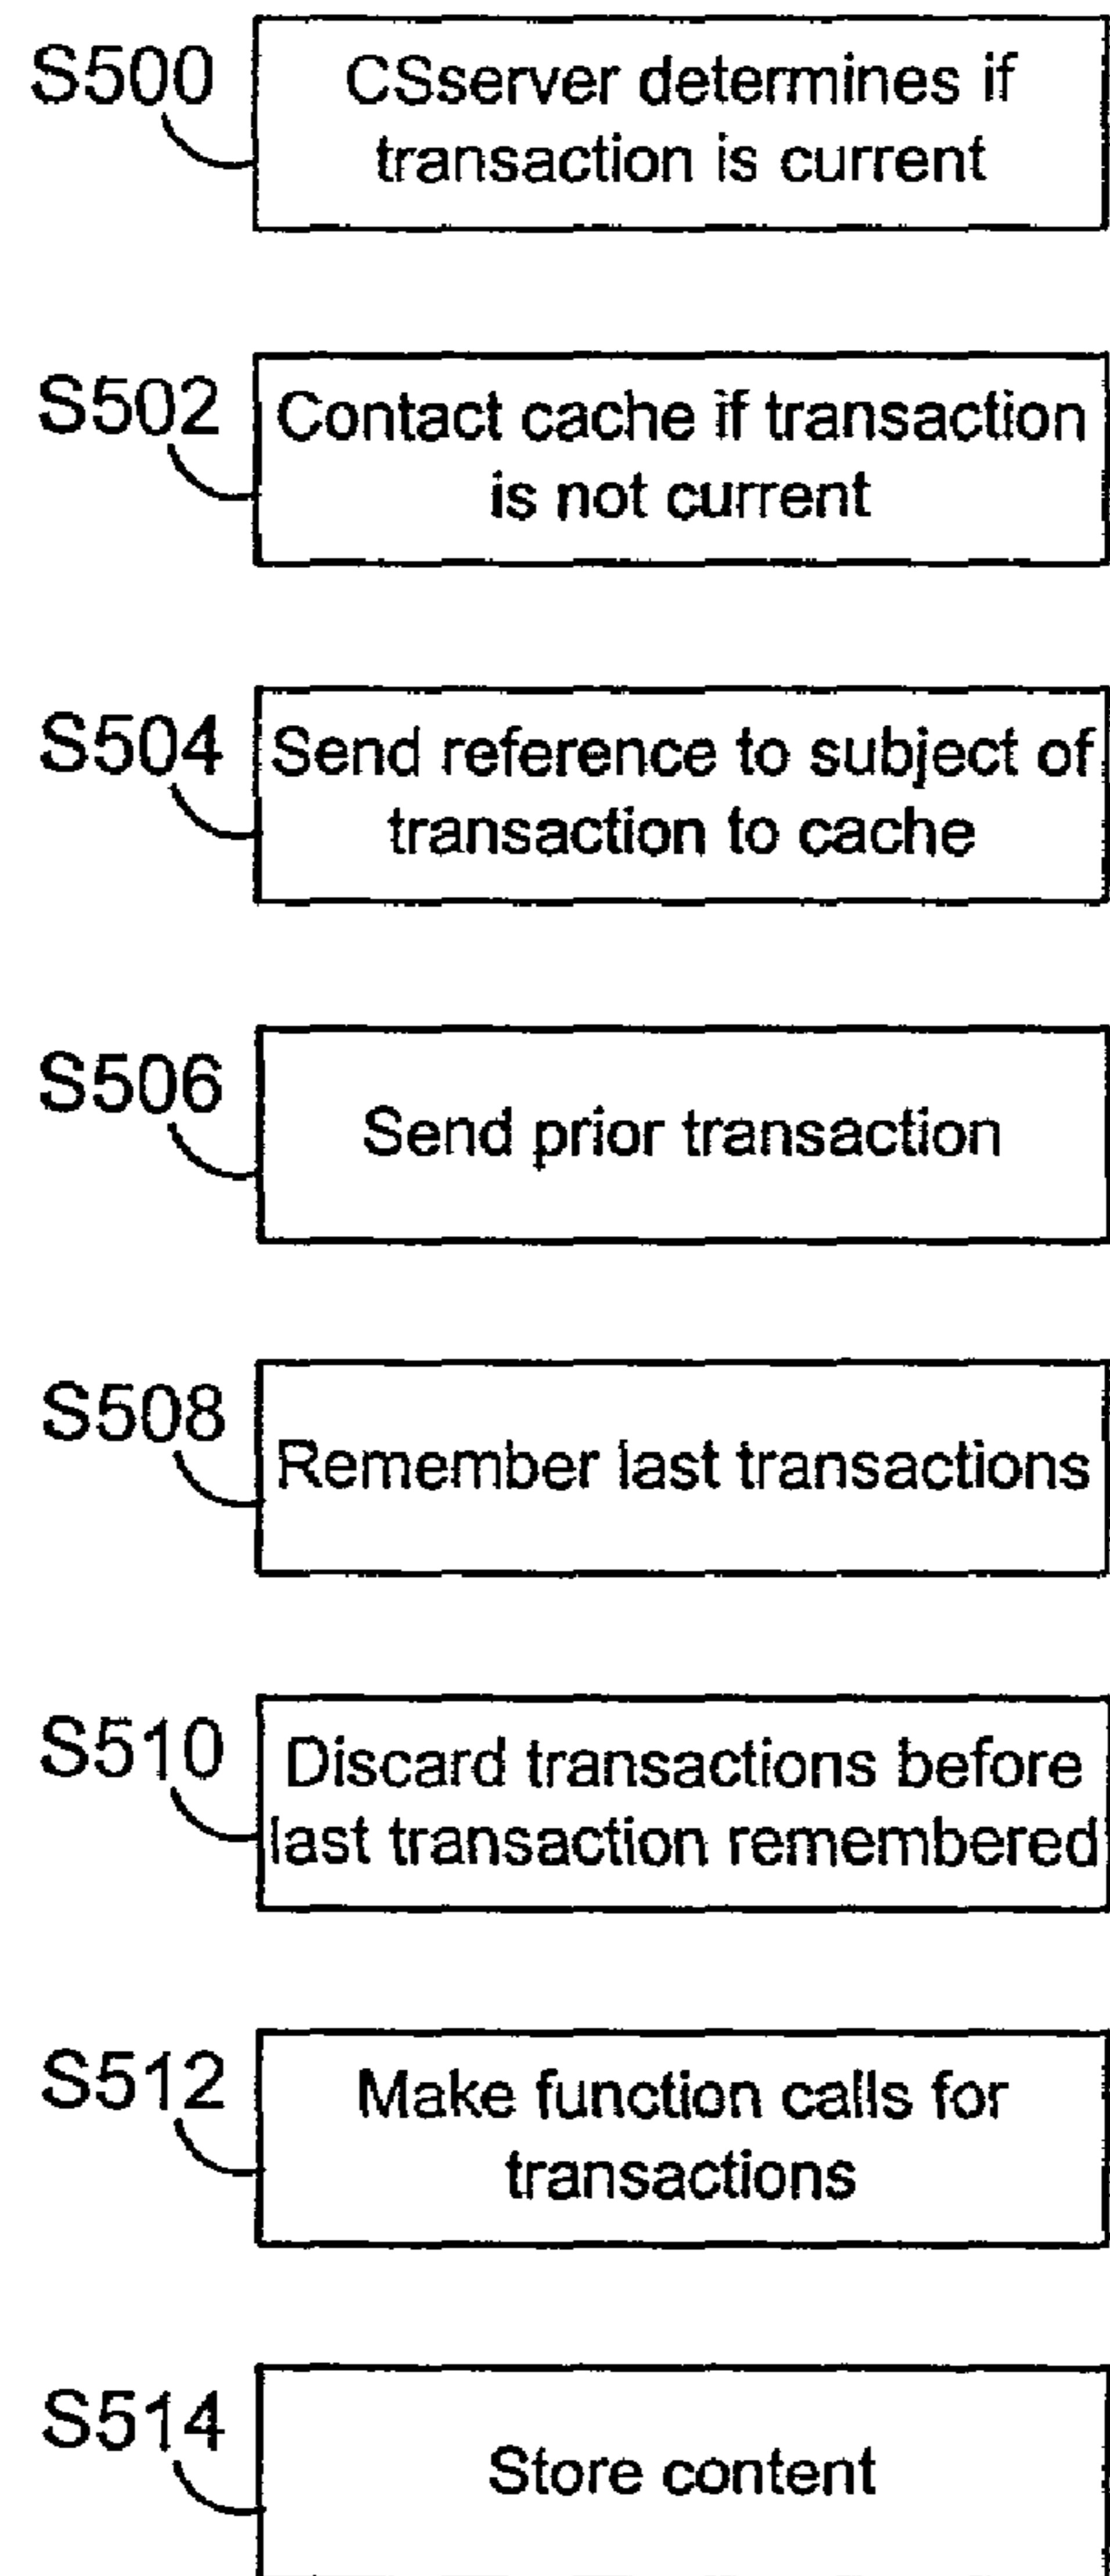 S500
CSserver determines if
transaction is current
S502
Contact cache if transaction
is not current
S504
Send reference to subject of
transaction to cache
S506
Send prior transaction
S508
Remember last transactions
S510
Discard transactions before
last transaction remembered
S512
Make function calls for
transactions
S514
Store content